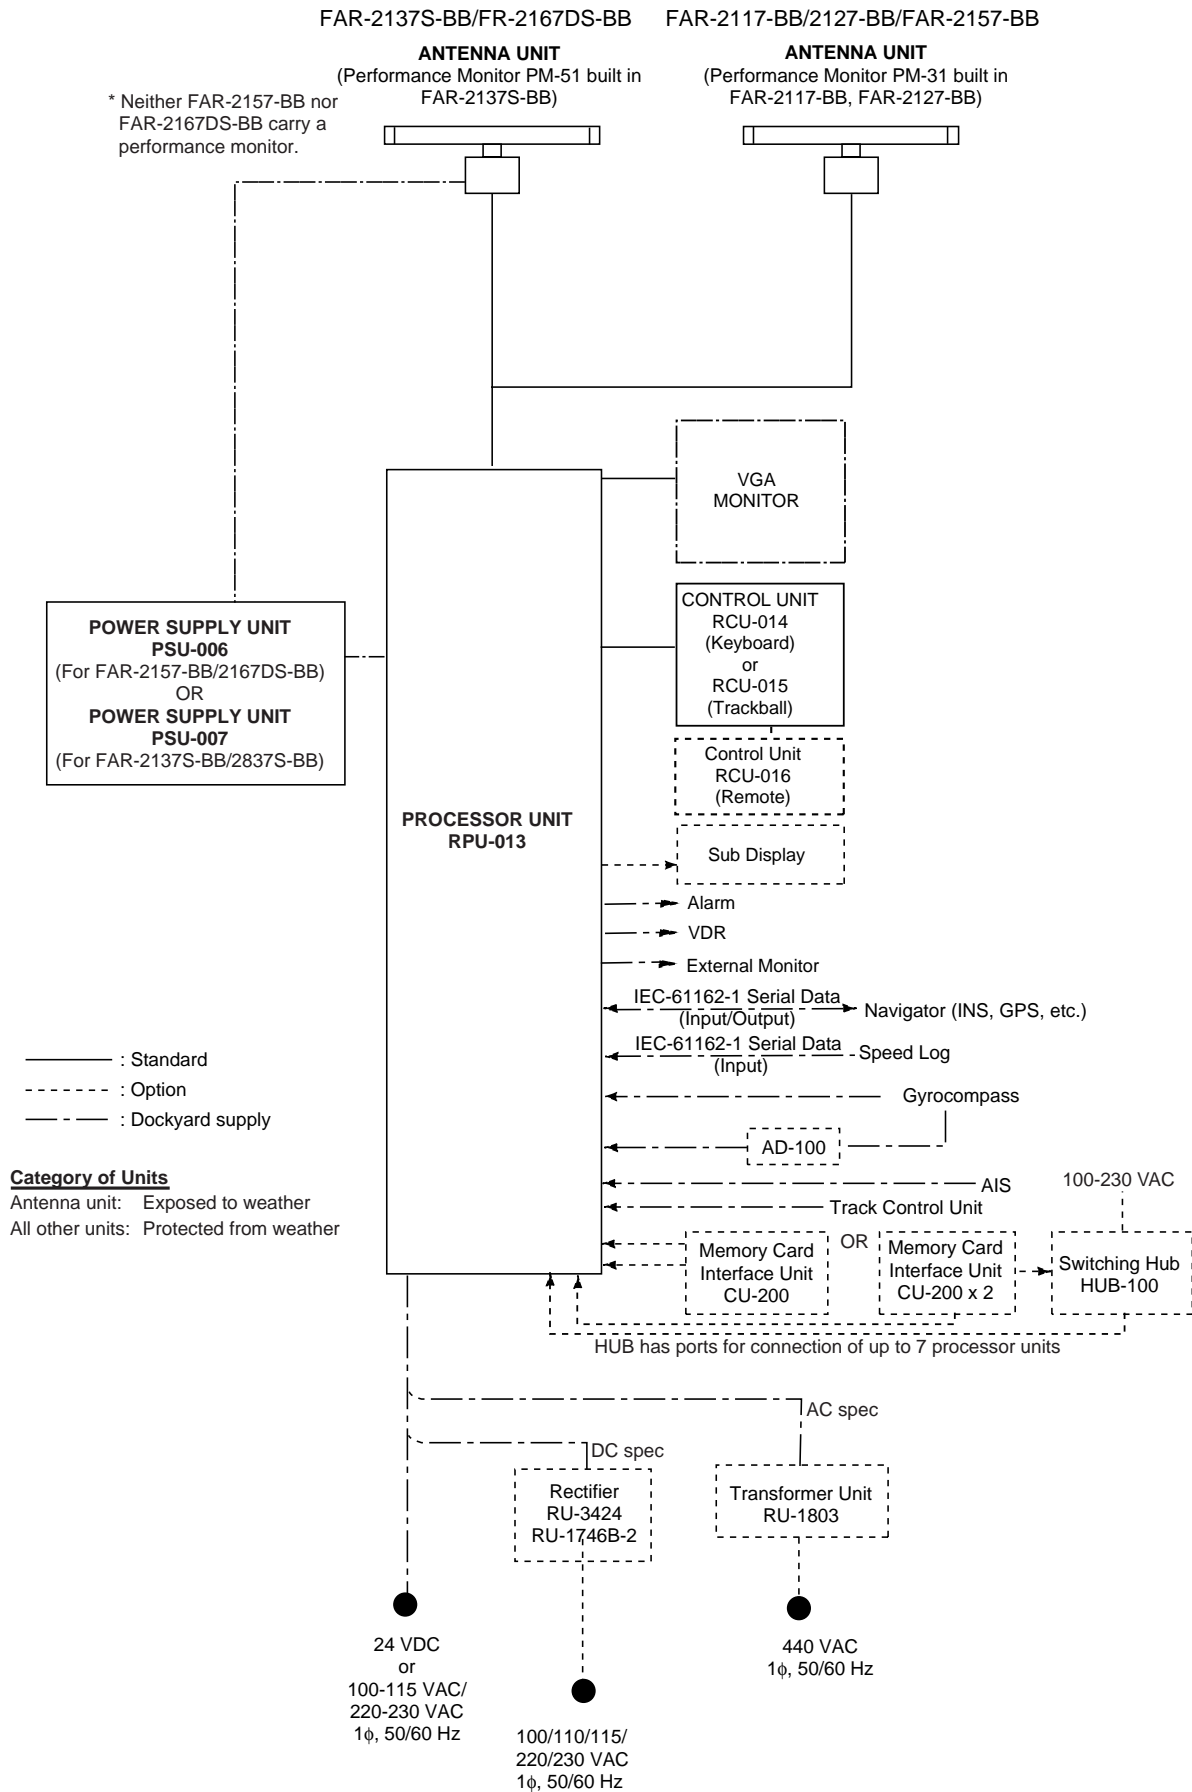 FAR-2137S-BB/FR-2167DS-BB
FAR-2117-BB/2127-BB/FAR-2157-BB
ANTENNA UNIT
(Performance Monitor PM-51 built in
FAR-2137S-BB)
ANTENNA UNIT
(Performance Monitor PM-31 built in
FAR-2117-BB, FAR-2127-BB)
* Neither FAR-2157-BB nor
FAR-2167DS-BB carry a
performance monitor.
VGA
MONITOR
CONTROL UNIT
RCU-014
(Keyboard)
or
RCU-015
(Trackball)
POWER SUPPLY UNIT
PSU-006
(For FAR-2157-BB/2167DS-BB)
OR
POWER SUPPLY UNIT
PSU-007
(For FAR-2137S-BB/2837S-BB)
Control Unit
RCU-016
(Remote)
PROCESSOR UNIT
RPU-013
Sub Display
Alarm
VDR
External Monitor
IEC-61162-1 Serial Data
(Input/Output)
Navigator (INS, GPS, etc.)
IEC-61162-1 Serial Data
(Input)
Speed Log
: Standard
: Option
: Dockyard supply
Gyrocompass
AD-100
Category of Units
Antenna unit: Exposed to weather
All other units: Protected from weather
AIS
100-230 VAC
Track Control Unit
Memory Card
Interface Unit
CU-200
OR
Memory Card
Interface Unit
CU-200 x 2
Switching Hub
HUB-100
HUB has ports for connection of up to 7 processor units
AC spec
DC spec
Rectifier
RU-3424
RU-1746B-2
Transformer Unit
RU-1803
24 VDC
or
100-115 VAC/
220-230 VAC
1ϕ, 50/60 Hz
440 VAC
1ϕ, 50/60 Hz
100/110/115/
220/230 VAC
1ϕ, 50/60 Hz